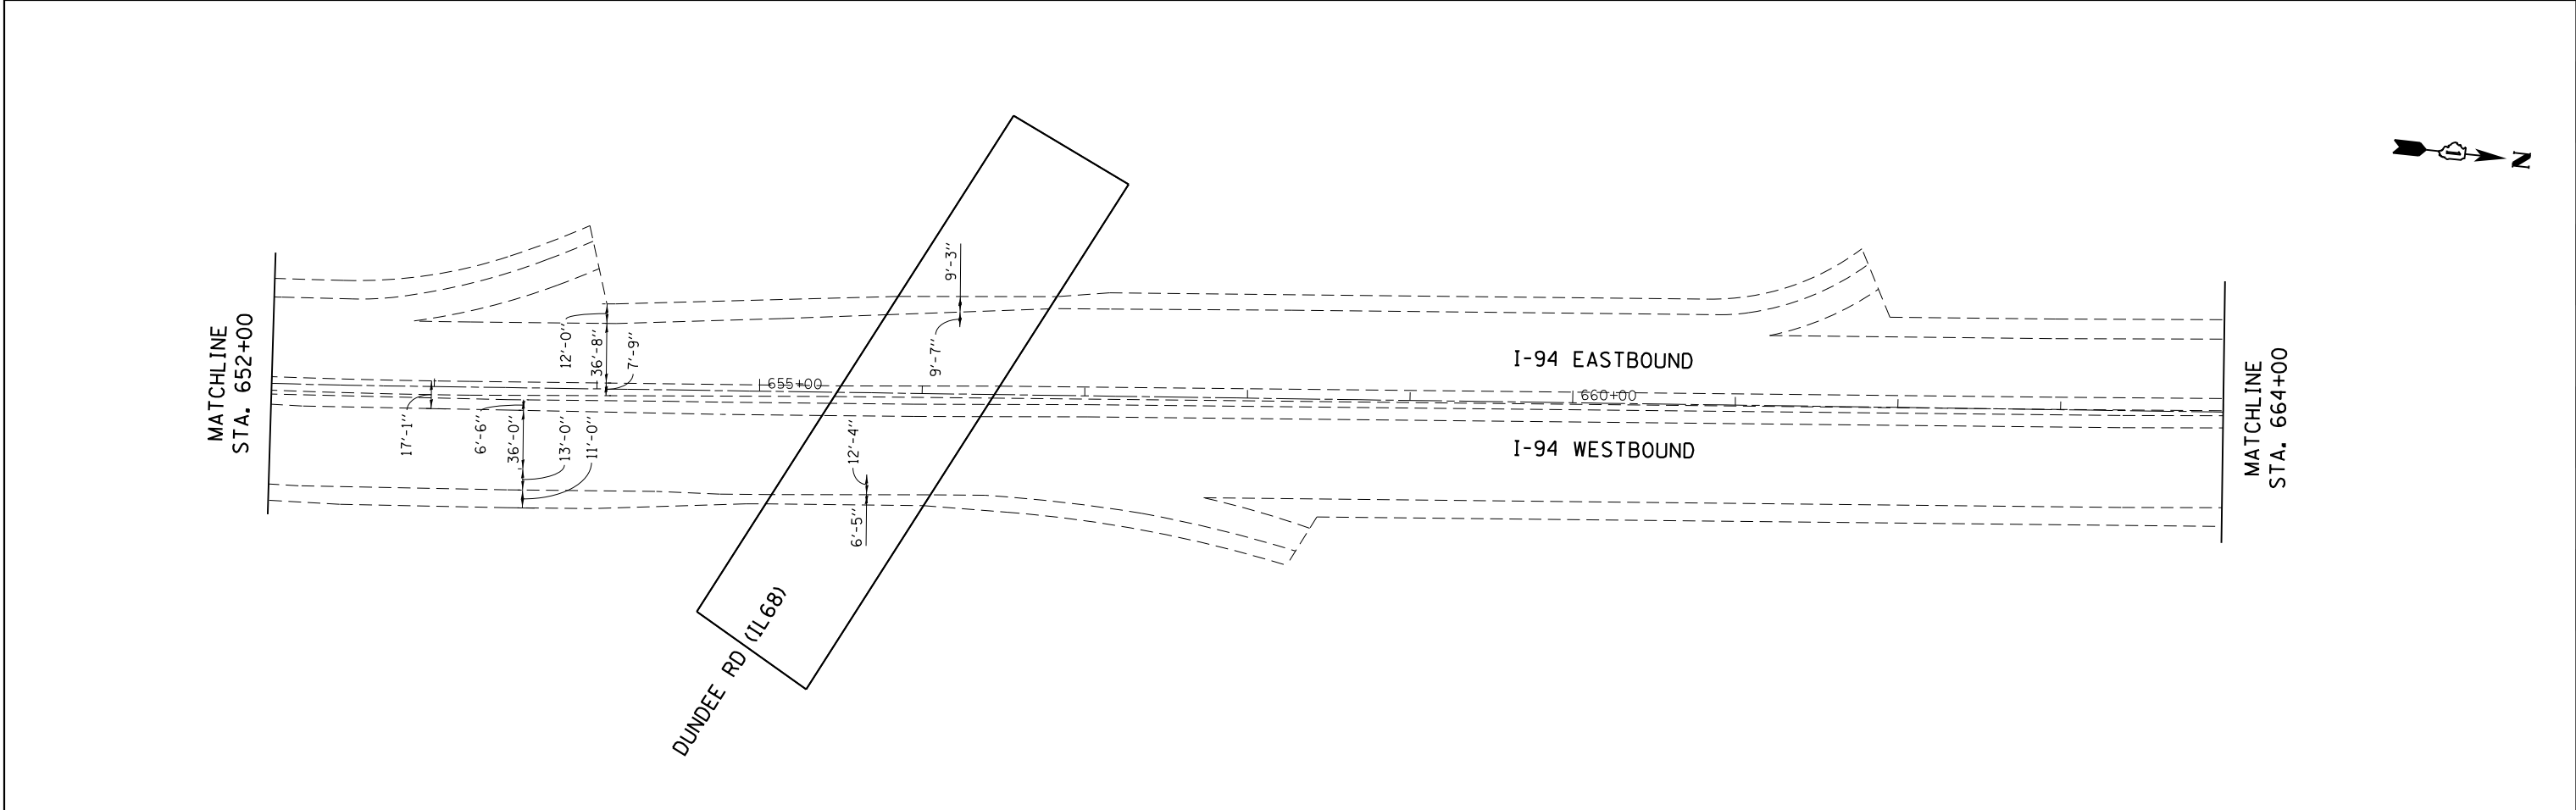 MATCHLINE
STA. 652+00
17'-1"
6'-6"
36'-0"
13'-0"
11'-0"
12'-0"
36'-8"
7'-9"
655+00
9'-3"
9'-7"
12'-4"
6'-5"
DUNDEE RD (IL68)
I-94 EASTBOUND
660+00
I-94 WESTBOUND
MATCHLINE
STA. 664+00
1
N